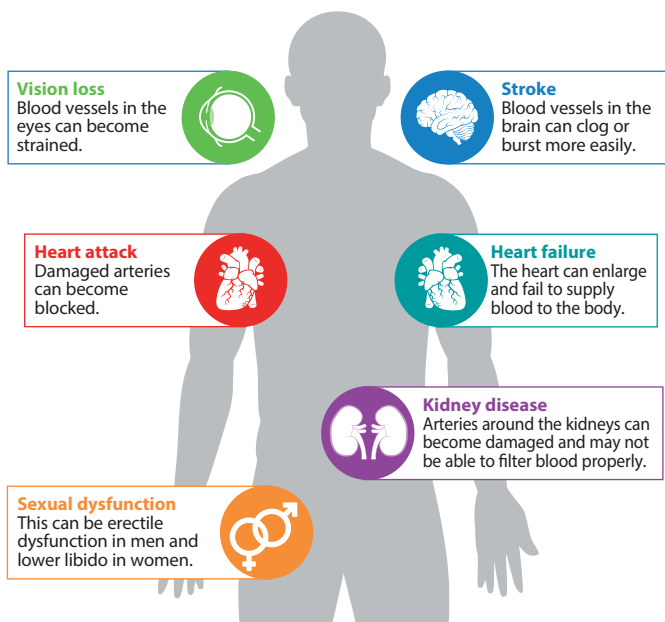 Vision loss
Blood vessels in the
eyes can become
strained.
Stroke
Blood vessels in the
brain can clog or
burst more easily.
Heart attack
Damaged arteries
can become
blocked.
Heart failure
The heart can enlarge
and fail to supply
blood to the body.
Kidney disease
Arteries around the kidneys can
become damaged and may not
be able to filter blood properly.
Sexual dysfunction
This can be erectile
dysfunction in men and
lower libido in women.